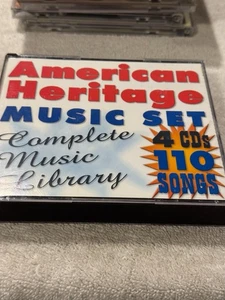 American
Heritage
MUSIC SET
Complete
Music
Library
4 CDs
110
SONGS